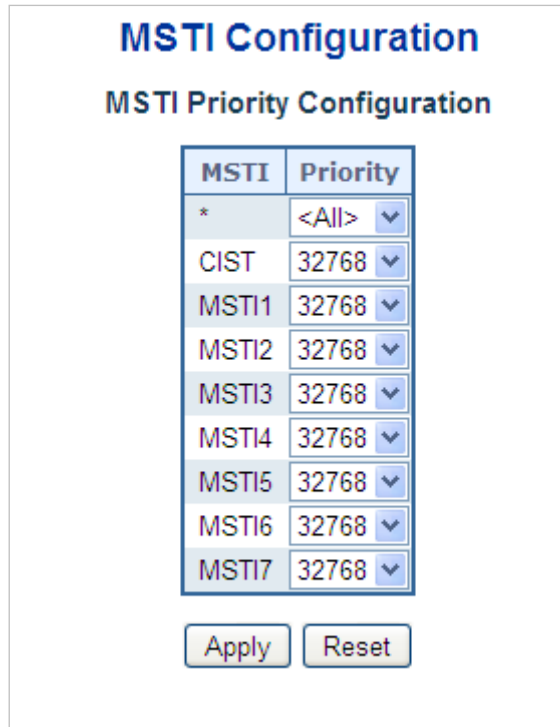 MSTI Configuration
MSTI Priority Configuration
MSTI Priority
* <All>
CIST 32768
MSTI1 32768
MSTI2 32768
MSTI3 32768
MSTI4 32768
MSTI5 32768
MSTI6 32768
MSTI7 32768
Apply Reset